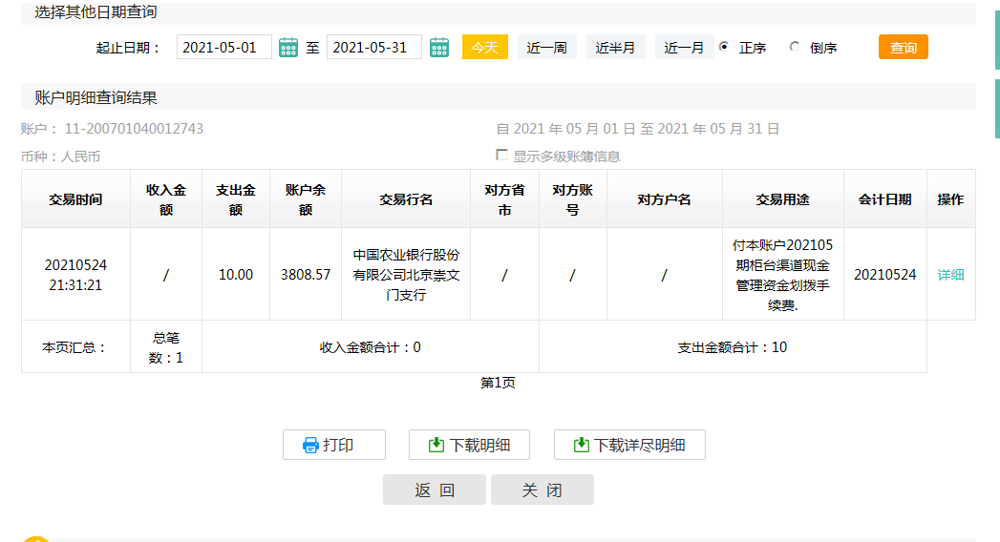 选择其他日期查询
起止日期： 2021-05-01 至 2021-05-31 今天 近一周 近半月 近一月 正序 倒序 查询
账户明细查询结果
账户： 11-200701040012743 自 2021 年 05 月 01 日 至 2021 年 05 月 31 日
币种：人民币 显示多级账簿信息
交易时间 收入金额 支出金额 账户余额 交易行名 对方省市 对方账号 对方户名 交易用途 会计日期 操作
20210524 21:31:21 / 10.00 3808.57 中国农业银行股份有限公司北京崇文门支行 / / / 付本账户202105期柜台渠道现金管理资金划拨手续费. 20210524 详细
本页汇总： 总笔数：1 收入金额合计：0 支出金额合计：10
第1页
打印 下载明细 下载详尽明细
返 回 关 闭